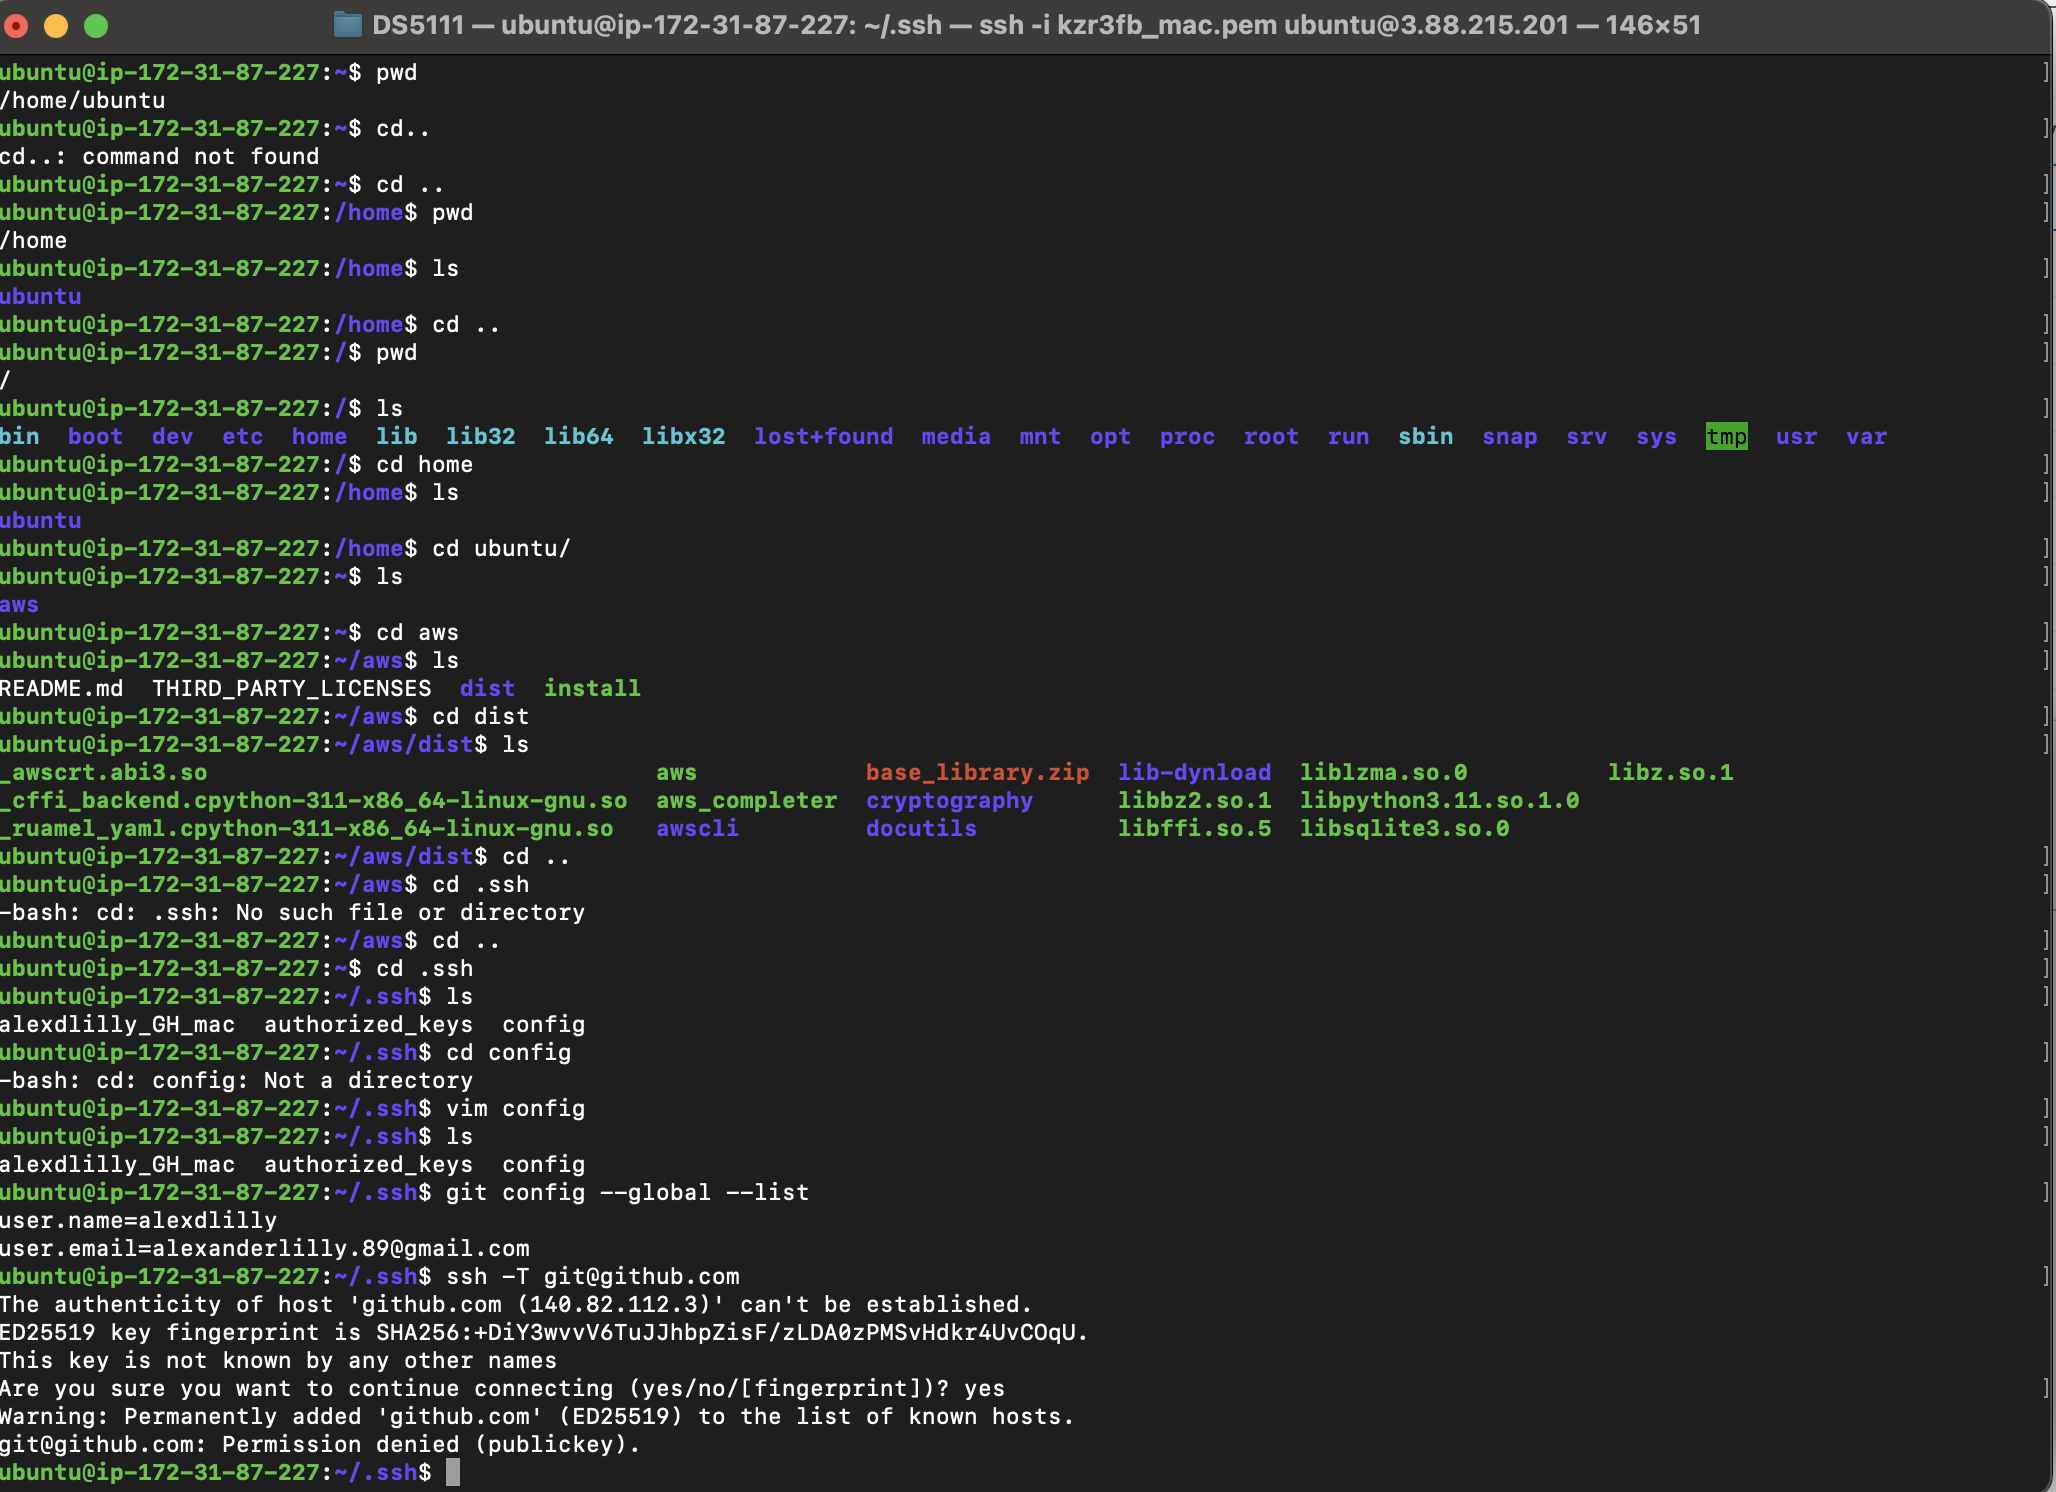 DS5111 — ubuntu@ip-172-31-87-227: ~/.ssh — ssh -i kzr3fb_mac.pem ubuntu@3.88.215.201 — 146×51
ubuntu@ip-172-31-87-227:~$ pwd
/home/ubuntu
ubuntu@ip-172-31-87-227:~$ cd..
cd..: command not found
ubuntu@ip-172-31-87-227:~$ cd ..
ubuntu@ip-172-31-87-227:/home$ pwd
/home
ubuntu@ip-172-31-87-227:/home$ ls
ubuntu
ubuntu@ip-172-31-87-227:/home$ cd ..
ubuntu@ip-172-31-87-227:/$ pwd
/
ubuntu@ip-172-31-87-227:/$ ls
bin  boot  dev  etc  home  lib  lib32  lib64  libx32  lost+found  media  mnt  opt  proc  root  run  sbin  snap  srv  sys  tmp  usr  var
ubuntu@ip-172-31-87-227:/$ cd home
ubuntu@ip-172-31-87-227:/home$ ls
ubuntu
ubuntu@ip-172-31-87-227:/home$ cd ubuntu/
ubuntu@ip-172-31-87-227:~$ ls
aws
ubuntu@ip-172-31-87-227:~$ cd aws
ubuntu@ip-172-31-87-227:~/aws$ ls
README.md  THIRD_PARTY_LICENSES  dist  install
ubuntu@ip-172-31-87-227:~/aws$ cd dist
ubuntu@ip-172-31-87-227:~/aws/dist$ ls
_awscrt.abi3.so                                aws            base_library.zip  lib-dynload  liblzma.so.0          libz.so.1
_cffi_backend.cpython-311-x86_64-linux-gnu.so  aws_completer  cryptography      libbz2.so.1  libpython3.11.so.1.0
_ruamel_yaml.cpython-311-x86_64-linux-gnu.so   awscli         docutils          libffi.so.5  libsqlite3.so.0
ubuntu@ip-172-31-87-227:~/aws/dist$ cd ..
ubuntu@ip-172-31-87-227:~/aws$ cd .ssh
-bash: cd: .ssh: No such file or directory
ubuntu@ip-172-31-87-227:~/aws$ cd ..
ubuntu@ip-172-31-87-227:~$ cd .ssh
ubuntu@ip-172-31-87-227:~/.ssh$ ls
alexdlilly_GH_mac  authorized_keys  config
ubuntu@ip-172-31-87-227:~/.ssh$ cd config
-bash: cd: config: Not a directory
ubuntu@ip-172-31-87-227:~/.ssh$ vim config
ubuntu@ip-172-31-87-227:~/.ssh$ ls
alexdlilly_GH_mac  authorized_keys  config
ubuntu@ip-172-31-87-227:~/.ssh$ git config --global --list
user.name=alexdlilly
user.email=alexanderlilly.89@gmail.com
ubuntu@ip-172-31-87-227:~/.ssh$ ssh -T git@github.com
The authenticity of host 'github.com (140.82.112.3)' can't be established.
ED25519 key fingerprint is SHA256:+DiY3wvvV6TuJJhbpZisF/zLDA0zPMSvHdkr4UvCOqU.
This key is not known by any other names
Are you sure you want to continue connecting (yes/no/[fingerprint])? yes
Warning: Permanently added 'github.com' (ED25519) to the list of known hosts.
git@github.com: Permission denied (publickey).
ubuntu@ip-172-31-87-227:~/.ssh$